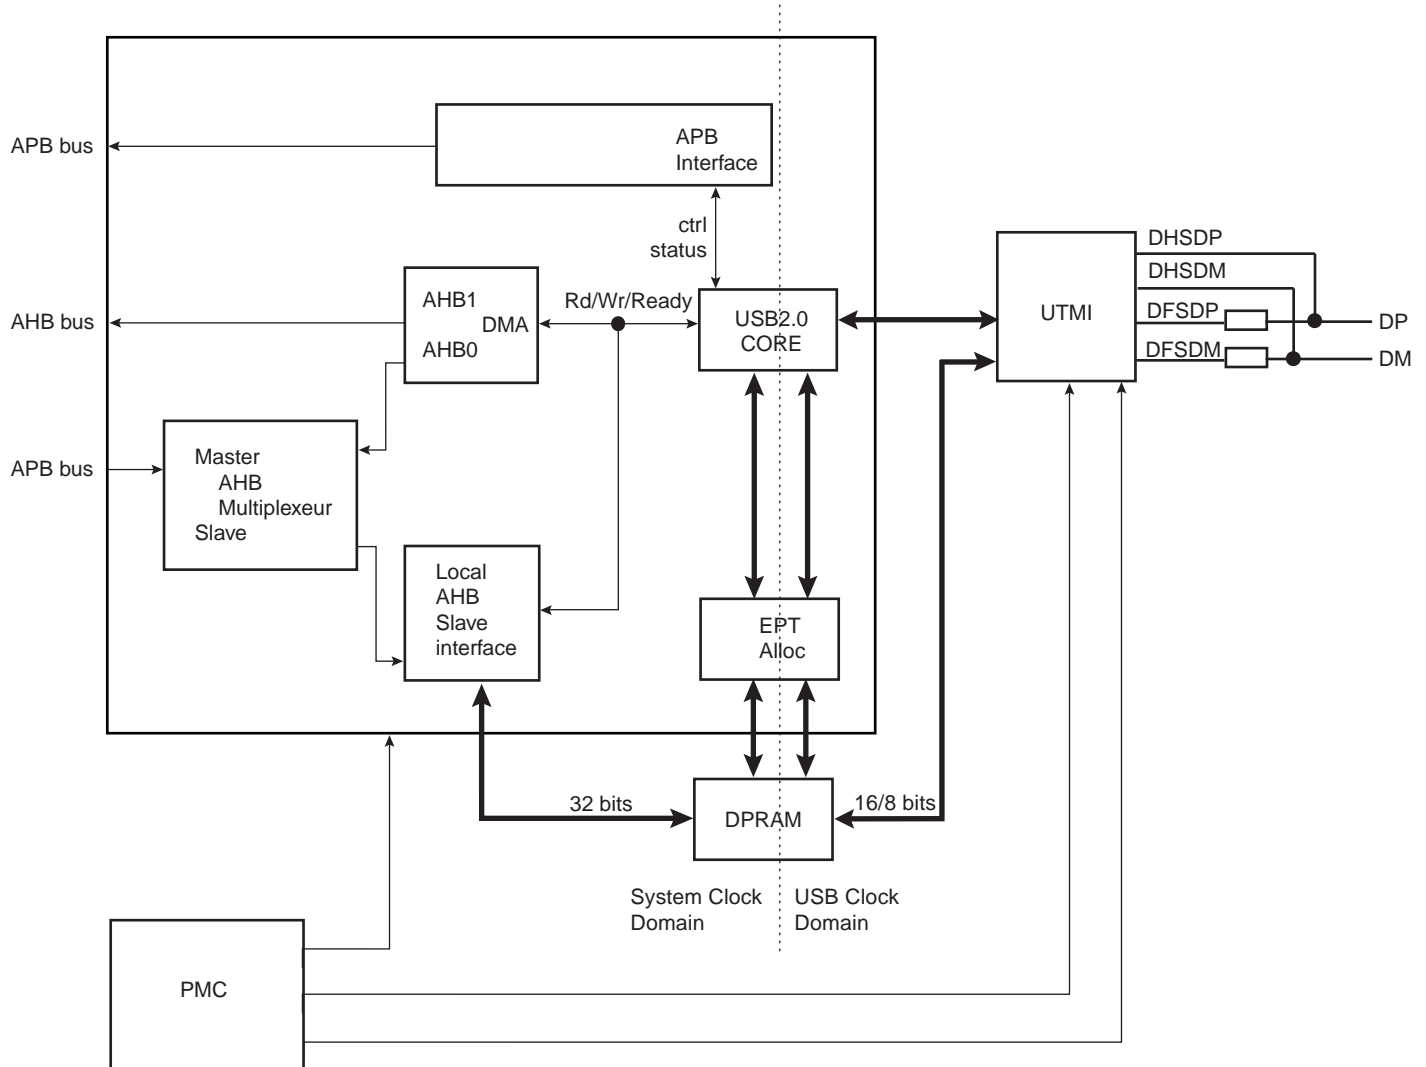 APB bus
APB
Interface
ctrl
status
DHSDP
DHSDM
DFSDP
DFSDM
DP
DM
UTMI
AHB bus
AHB1
DMA
AHB0
Rd/Wr/Ready
USB2.0
CORE
APB bus
Master
AHB
Multiplexeur
Slave
Local
AHB
Slave
interface
EPT
Alloc
32 bits
DPRAM
16/8 bits
System Clock
Domain
USB Clock
Domain
PMC